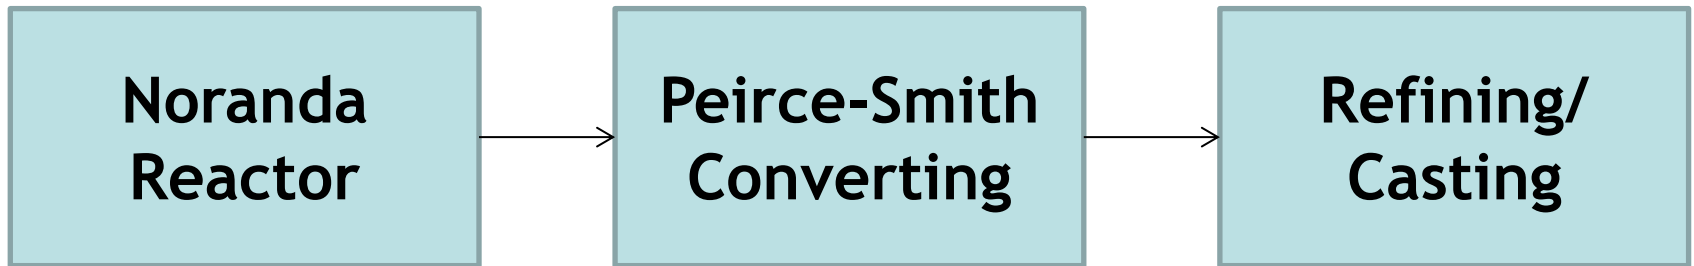 Noranda
Reactor
Peirce-Smith
Converting
Refining/
Casting